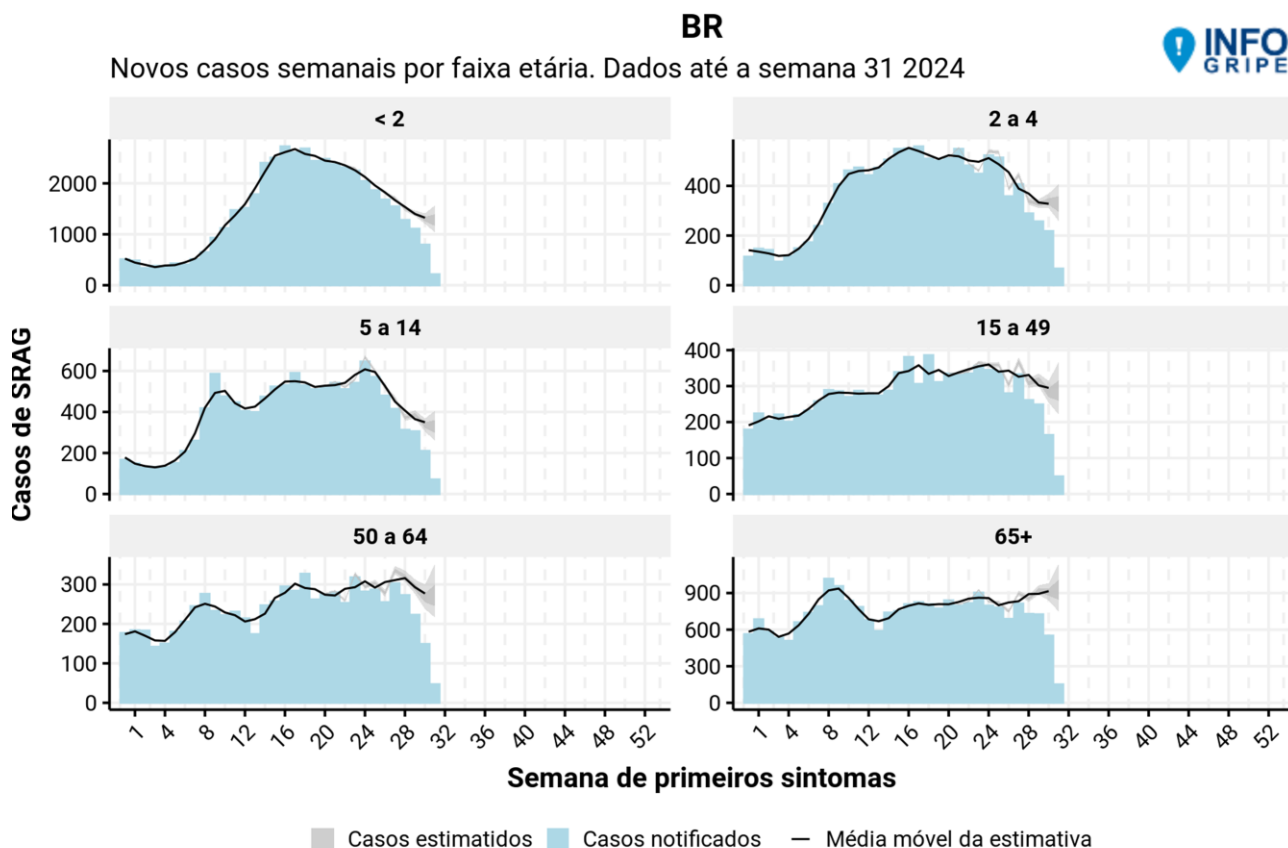 BR
INFO
GRIPE
Novos casos semanais por faixa etária. Dados até a semana 31 2024
< 2
2 a 4
2000
1000
0
400
200
0
5 a 14
15 a 49
600
400
200
0
400
300
200
100
0
50 a 64
65+
300
200
100
0
900
600
300
0
Casos de SRAG
1 4 8 12 16 20 24 28 32 36 40 44 48 52
1 4 8 12 16 20 24 28 32 36 40 44 48 52
Semana de primeiros sintomas
Casos estimatidos Casos notificados Média móvel da estimativa